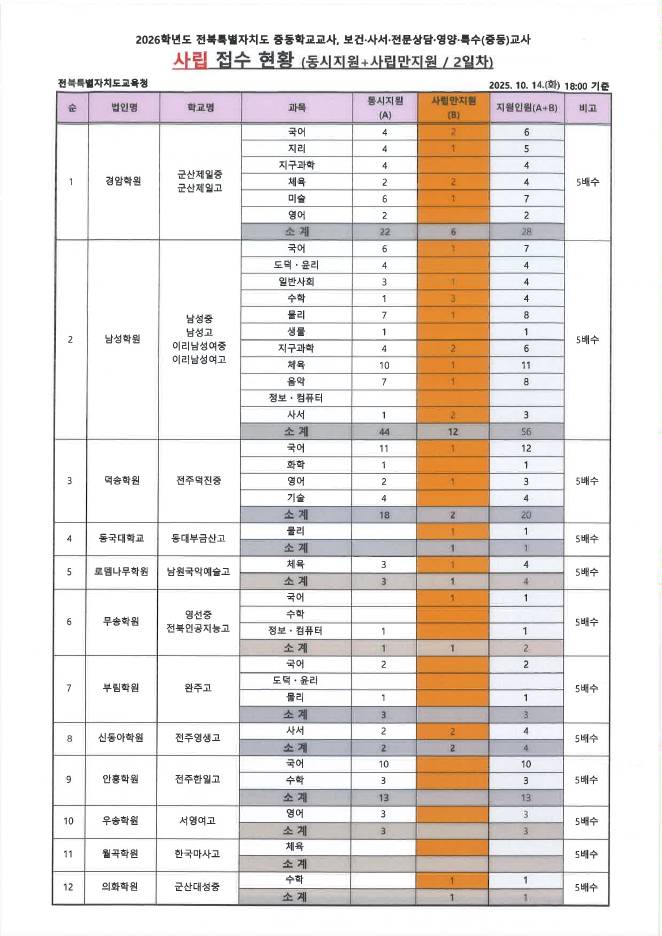 2026학년도 전북특별자치도 중등학교교사, 보건·사서·전문상담·영양·특수(중등)교사
사립 접수 현황 (동시지원+사립만지원 / 2일차)
전북특별자치도교육청 2025. 10. 14.(화) 18:00 기준
순 법인명 학교명 과목 동시지원 (A) 사립만지원 (B) 지원인원(A+B) 비고
1 경암학원 군산제일중 군산제일고 5배수
국어 4 2 6
지리 4 1 5
지구과학 4 4
체육 2 2 4
미술 6 1 7
영어 2 2
소 계 22 6 28
2 남성학원 남성중 남성고 이리남성여중 이리남성여고 5배수
국어 6 1 7
도덕·윤리 4 4
일반사회 3 1 4
수학 1 3 4
물리 7 1 8
생물 1 1
지구과학 4 2 6
체육 10 1 11
음악 7 1 8
정보·컴퓨터
사서 1 2 3
소 계 44 12 56
3 덕송학원 전주덕진중 5배수
국어 11 1 12
화학 1 1
영어 2 1 3
기술 4 4
소 계 18 2 20
4 동국대학교 동대부금산고 5배수
물리 1 1
소 계 1 1
5 로뎀나무학원 남원국악예술고 5배수
체육 3 1 4
소 계 3 1 4
6 무송학원 영선중 전북인공지능고 5배수
국어 1 1
수학
정보·컴퓨터 1 1
소 계 1 1 2
7 부림학원 완주고 5배수
국어 2 2
도덕·윤리
물리 1 1
소 계 3 3
8 신동아학원 전주영생고 5배수
사서 2 2 4
소 계 2 2 4
9 안홍학원 전주한일고 5배수
국어 10 10
수학 3 3
소 계 13 13
10 우송학원 서영여고 5배수
영어 3 3
소 계 3 3
11 월곡학원 한국마사고 5배수
체육
소 계
12 의화학원 군산대성중 5배수
수학 1 1
소 계 1 1